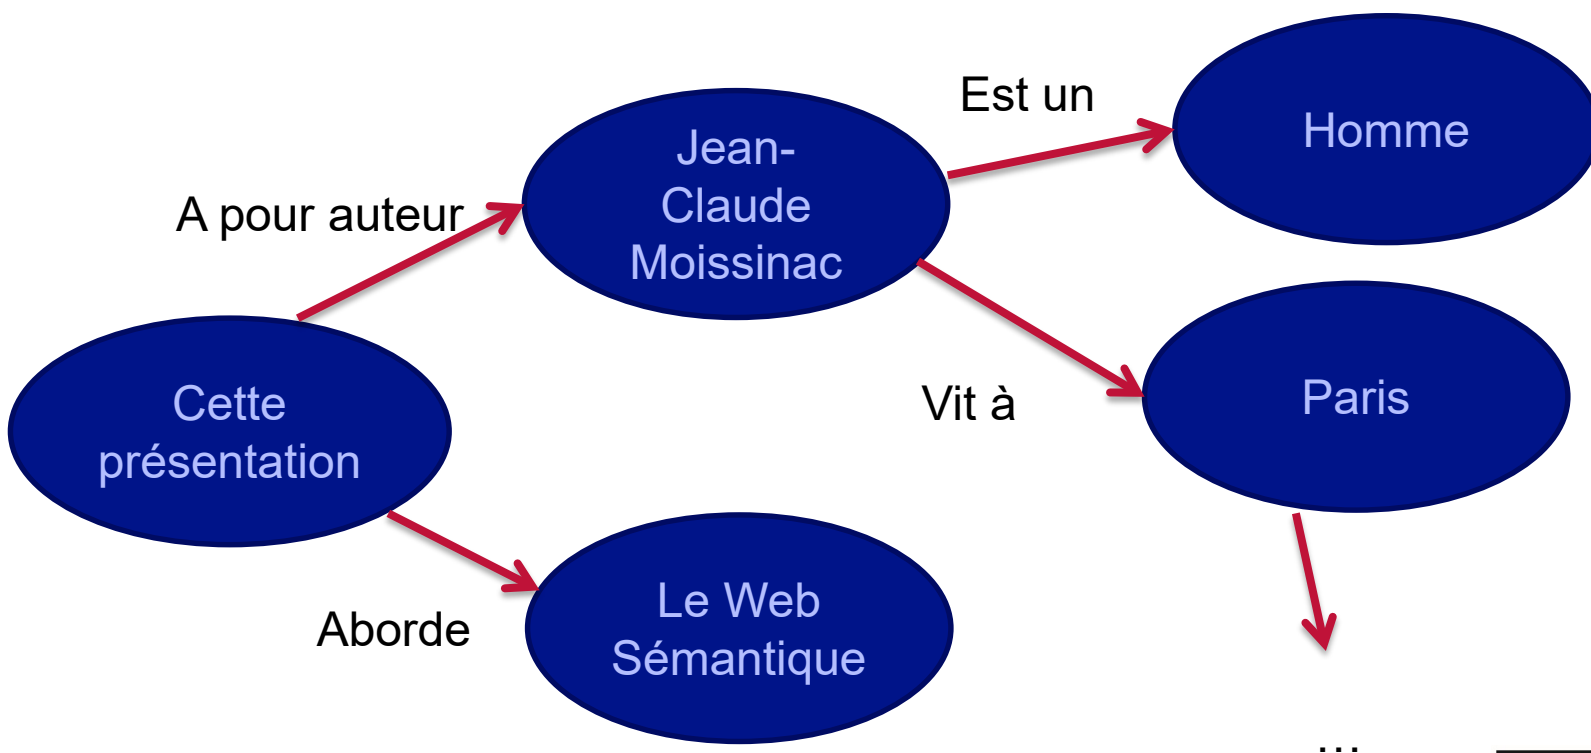 Est un
Homme
Jean-
Claude
Moissinac
A pour auteur
Vit à
Paris
Cette
présentation
Aborde
Le Web
Sémantique
...